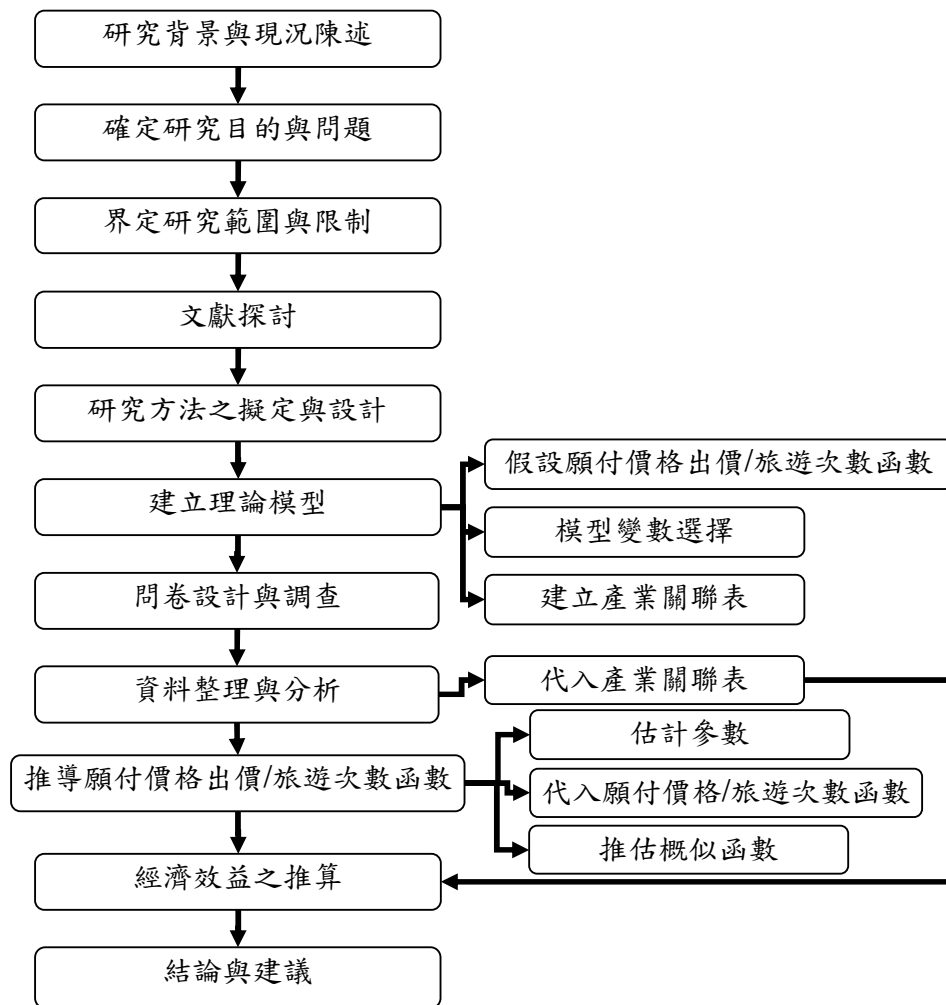 研究背景與現況陳述
確定研究目的與問題
界定研究範圍與限制
文獻探討
研究方法之擬定與設計
建立理論模型
假設願付價格出價/旅遊次數函數
模型變數選擇
建立產業關聯表
問卷設計與調查
資料整理與分析
代入產業關聯表
推導願付價格出價/旅遊次數函數
估計參數
代入願付價格/旅遊次數函數
推估概似函數
經濟效益之推算
結論與建議